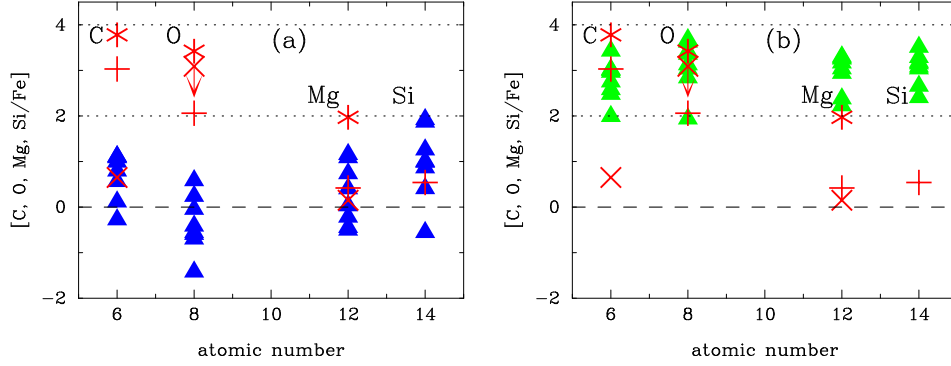 [C, O, Mg, Si/Fe]
4
2
0
-2
C
O
(a)
Mg
Si
6
8
10
12
14
atomic number
[C, O, Mg, Si/Fe]
4
2
0
-2
C
O
(b)
Mg
Si
6
8
10
12
14
atomic number